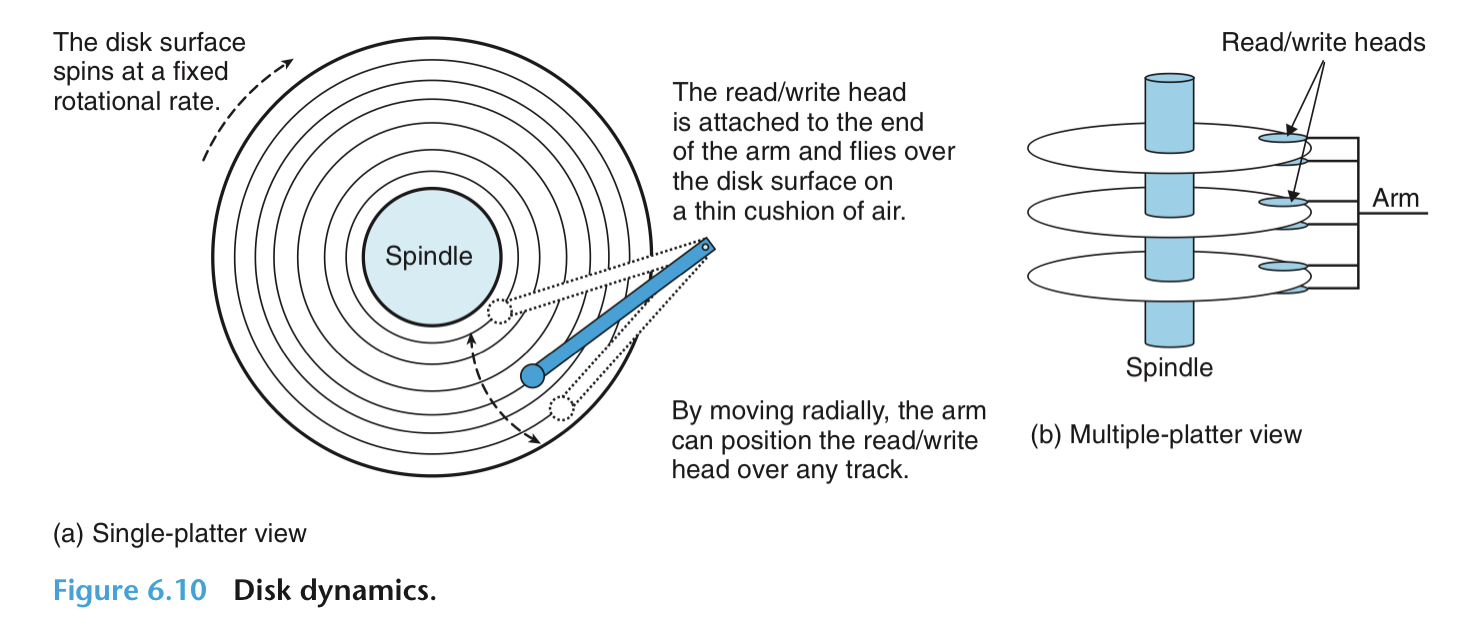 The disk surface
spins at a fixed
rotational rate.
Spindle
The read/write head
is attached to the end
of the arm and flies over
the disk surface on
a thin cushion of air.
By moving radially, the arm
can position the read/write
head over any track.
(a) Single-platter view
Read/write heads
Arm
Spindle
(b) Multiple-platter view
Figure 6.10 Disk dynamics.